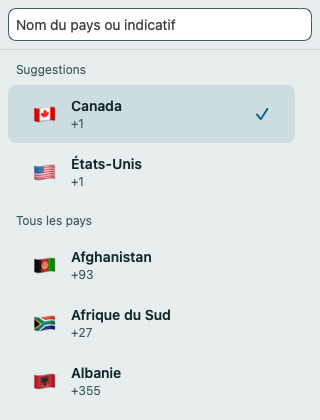 Nom du pays ou indicatif
Suggestions
Canada
+1
États-Unis
+1
Tous les pays
Afghanistan
+93
Afrique du Sud
+27
Albanie
+355